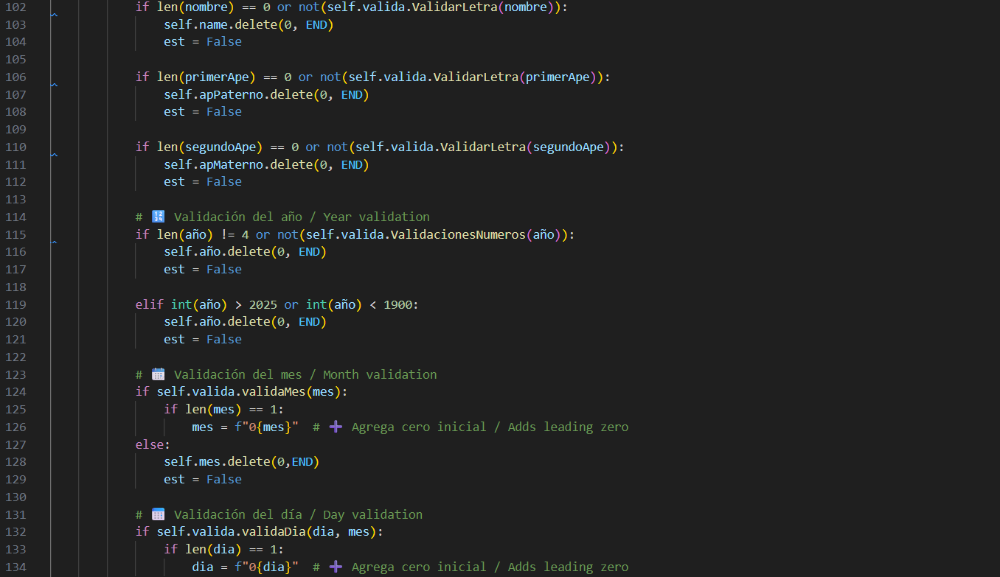 102 if len(nombre) == 0 or not(self.valida.ValidarLetra(nombre)):
103 self.name.delete(0, END)
104 est = False
105
106 if len(primerApe) == 0 or not(self.valida.ValidarLetra(primerApe)):
107 self.apPaterno.delete(0, END)
108 est = False
109
110 if len(segundoApe) == 0 or not(self.valida.ValidarLetra(segundoApe)):
111 self.apMaterno.delete(0, END)
112 est = False
113
114 # 🔢 Validación del año / Year validation
115 if len(año) != 4 or not(self.valida.ValidacionesNumeros(año)):
116 self.año.delete(0, END)
117 est = False
118
119 elif int(año) > 2025 or int(año) < 1900:
120 self.año.delete(0, END)
121 est = False
122
123 # 🗓️ Validación del mes / Month validation
124 if self.valida.validaMes(mes):
125 if len(mes) == 1:
126 mes = f"0{mes}" # ➕ Agrega cero inicial / Adds leading zero
127 else:
128 self.mes.delete(0,END)
129 est = False
130
131 # 📅 Validación del día / Day validation
132 if self.valida.validaDia(dia, mes):
133 if len(dia) == 1:
134 dia = f"0{dia}" # ➕ Agrega cero inicial / Adds leading zero